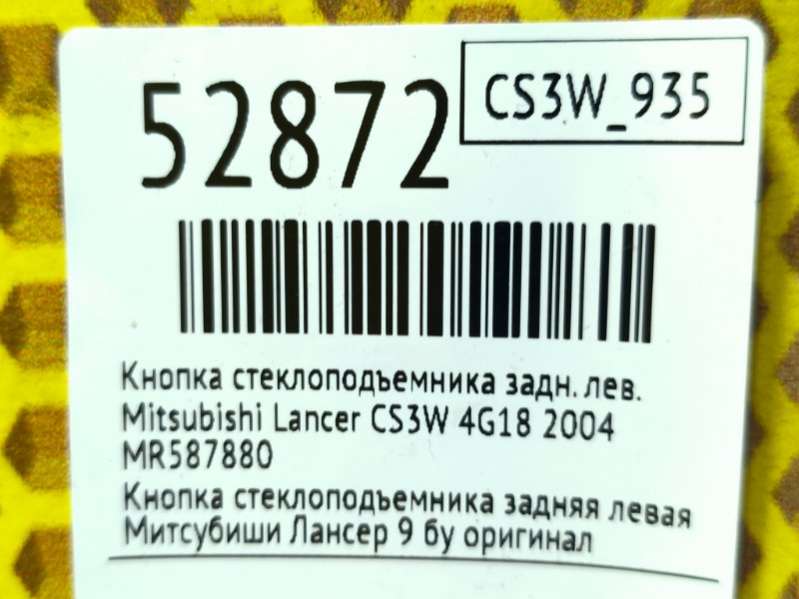 52872
CS3W_935
Кнопка стеклоподъемника задн. лев.
Mitsubishi Lancer CS3W 4G18 2004
MR587880
Кнопка стеклоподъемника задняя левая
Митсубиши Лансер 9 бу оригинал